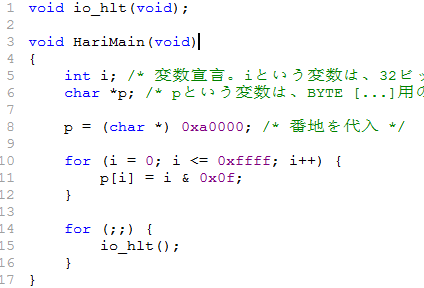 1 void io_hlt(void);
2
3 void HariMain(void)
4 {
5 int i; /* 変数宣言。iという変数は、32ビッ
6 char *p; /* pという変数は、BYTE [...]用の
7
8 p = (char *) 0xa0000; /* 番地を代入 */
9
10 for (i = 0; i <= 0xffff; i++) {
11 p[i] = i & 0x0f;
12 }
13
14 for (;;) {
15 io_hlt();
16 }
17 }